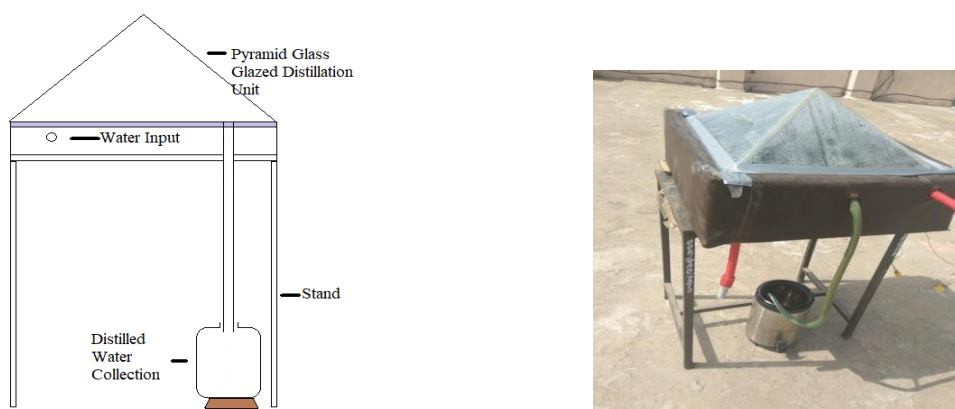 Pyramid Glass
Glazed Distillation
Unit
Water Input
Stand
Distilled
Water
Collection